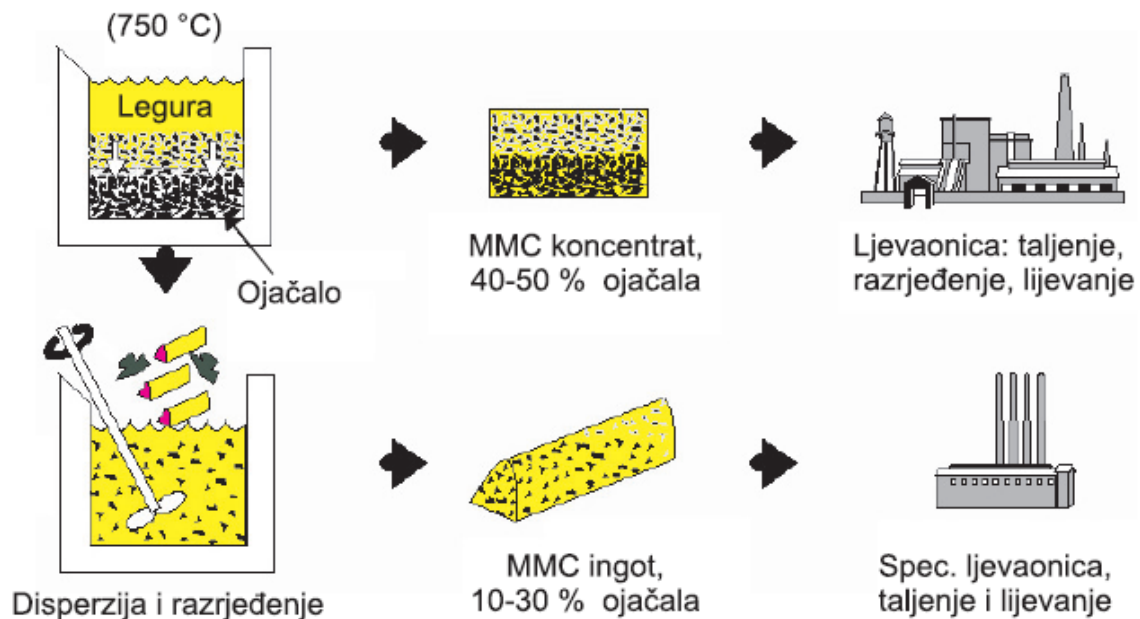 (750 °C)
Legura
Ojačalo
MMC koncentrat,
40-50 % ojačala
Ljevaonica: taljenje,
razrjeđenje, lijevanje
Disperzija i razrjeđenje
MMC ingot,
10-30 % ojačala
Spec. ljevaonica,
taljenje i lijevanje